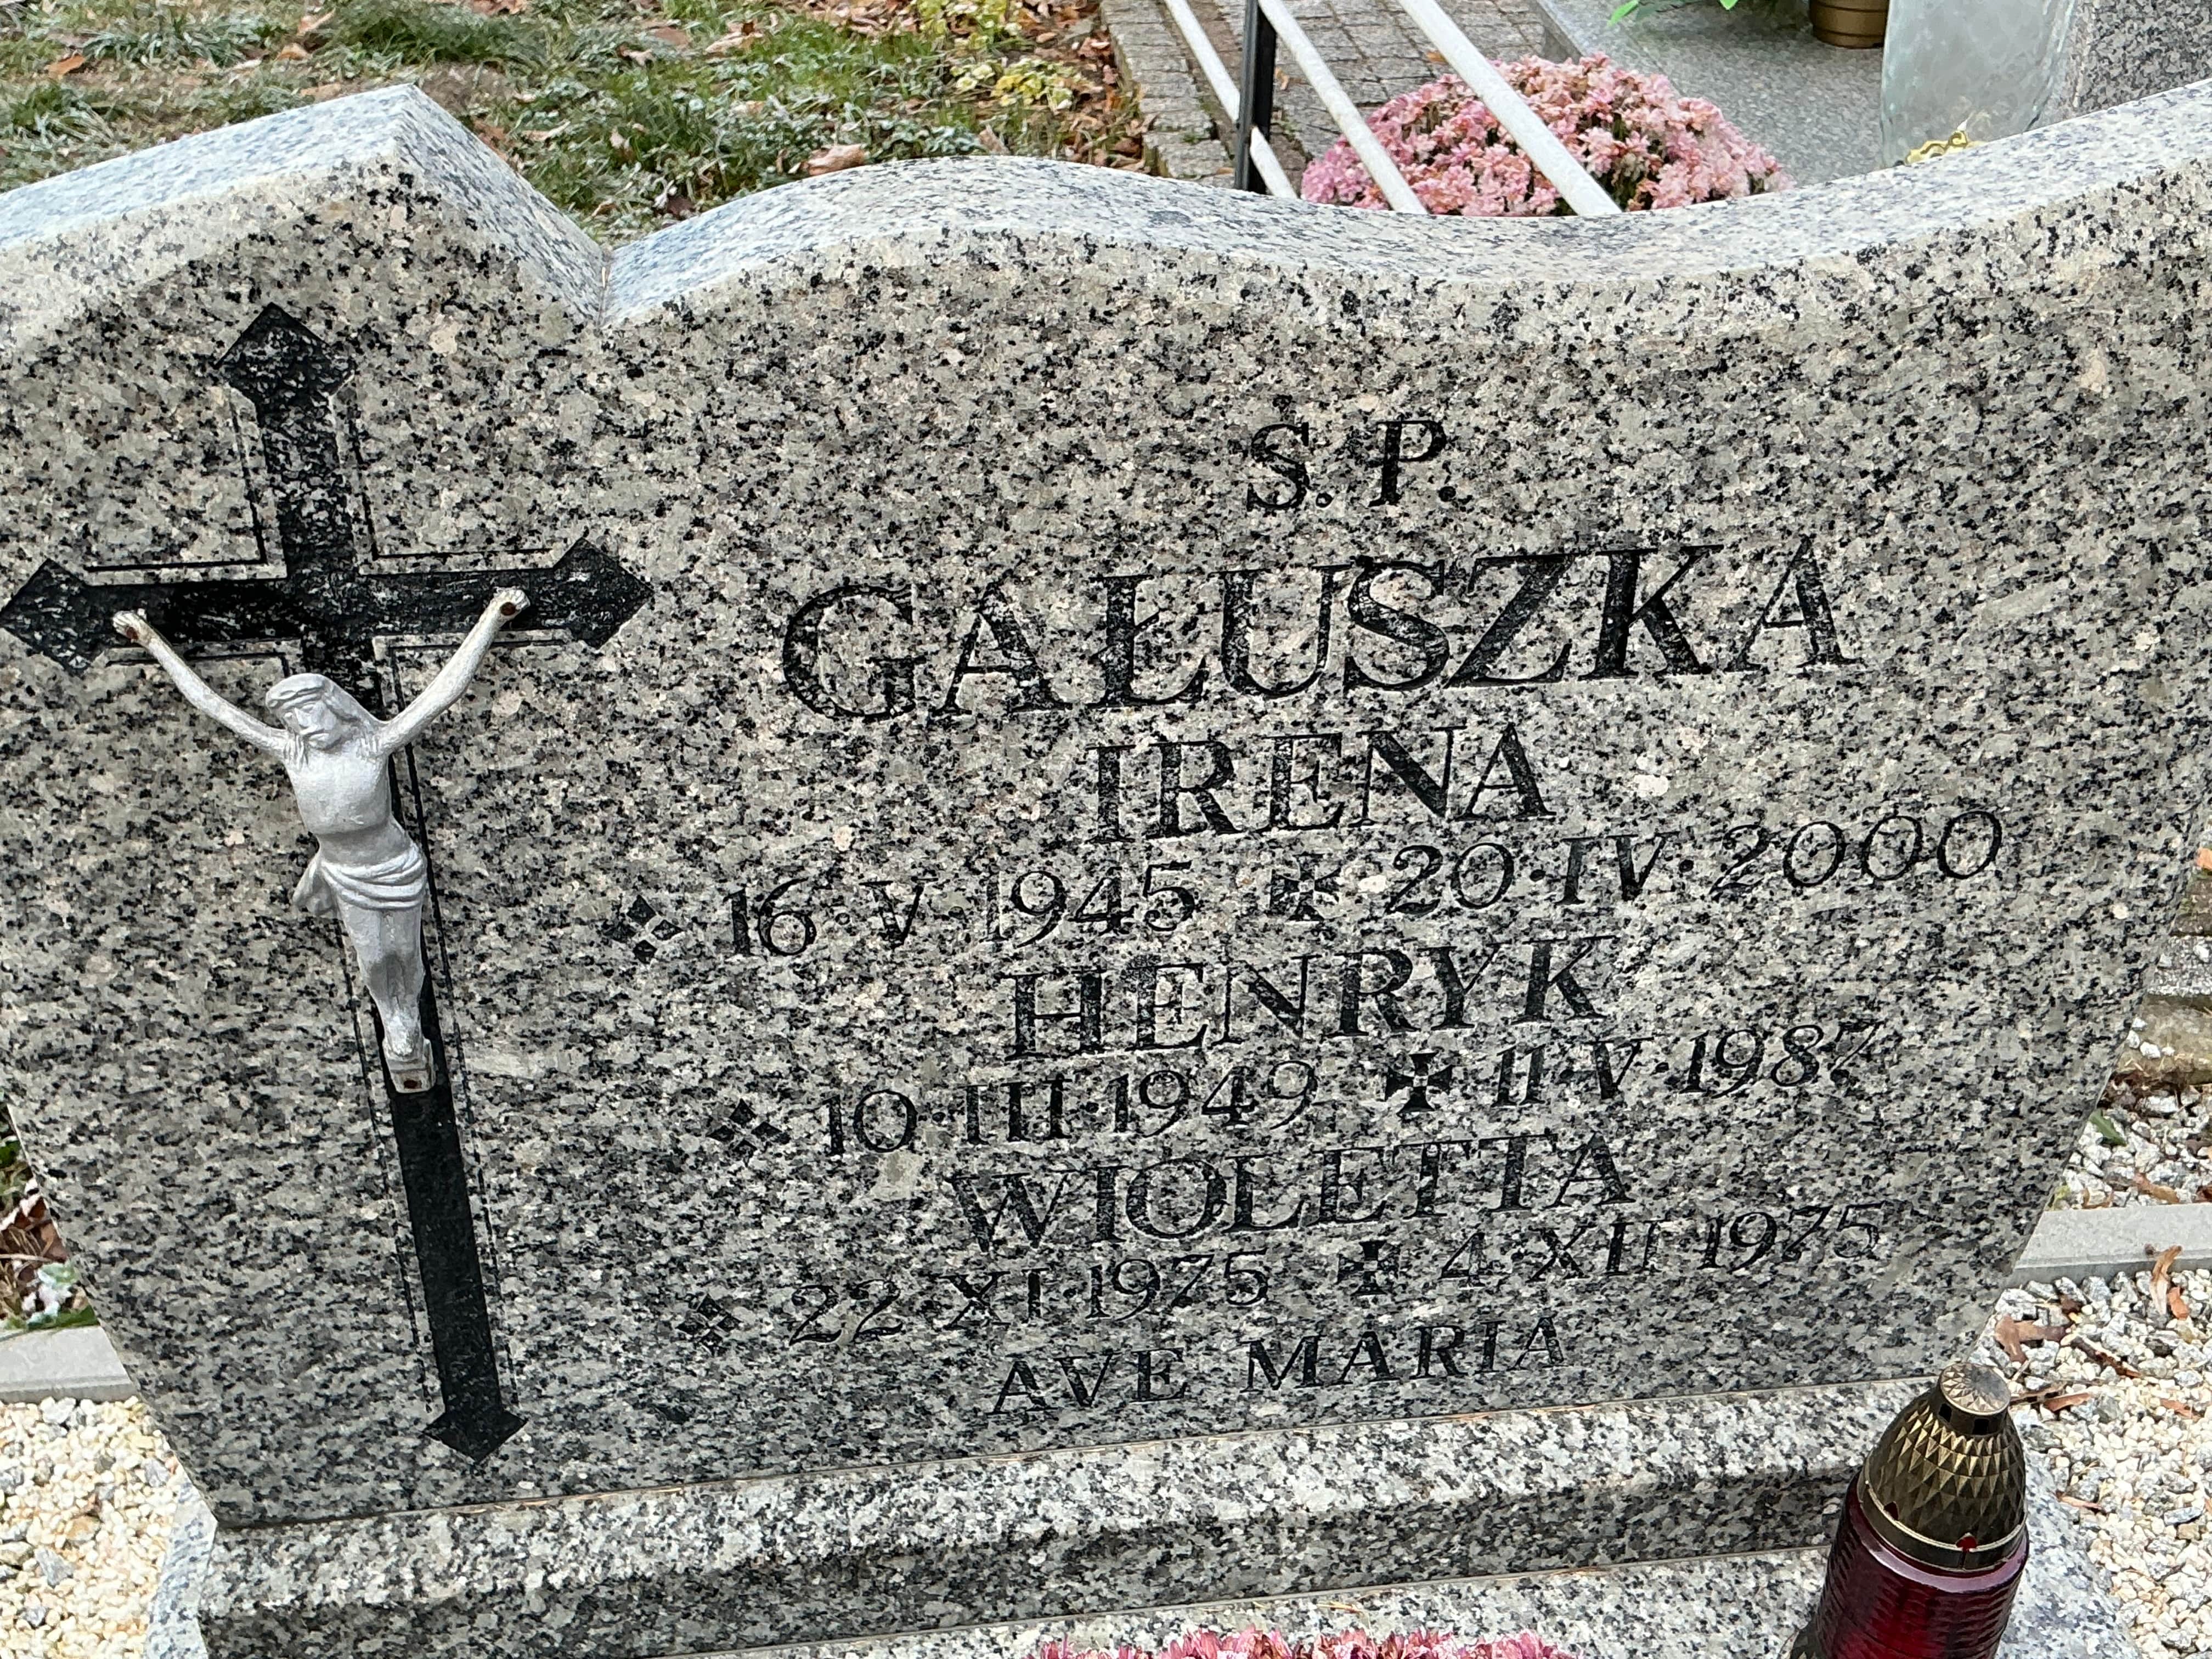 S. P.
GAŁUSZKA
IRENA
16·V·1945 20·IV·2000
HENRYK
10·III·1949 11·V·1987
WIOLETTA
22 XI·1975 4·XII 1975
AVE MARIA